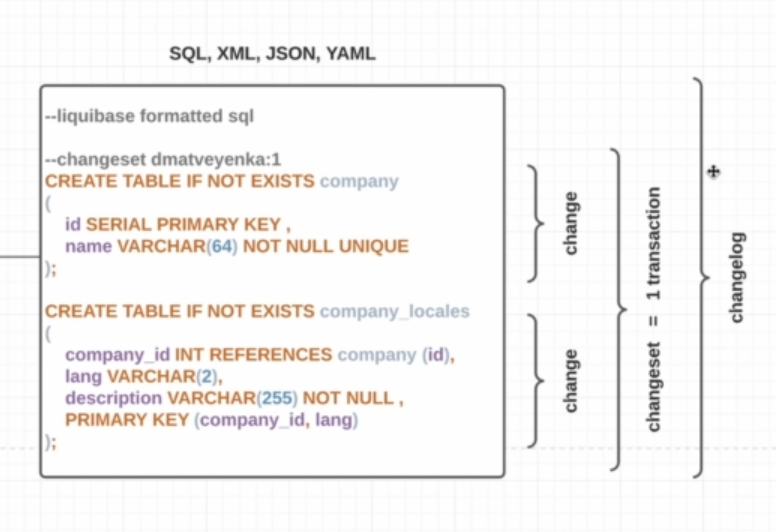 SQL, XML, JSON, YAML
--liquibase formatted sql
--changeset dmatveyenka:1
CREATE TABLE IF NOT EXISTS company
(
id SERIAL PRIMARY KEY ,
name VARCHAR(64) NOT NULL UNIQUE
);
CREATE TABLE IF NOT EXISTS company_locales
(
company_id INT REFERENCES company (id),
lang VARCHAR(2),
description VARCHAR(255) NOT NULL ,
PRIMARY KEY (company_id, lang)
);
change
change
changeset = 1 transaction
changelog